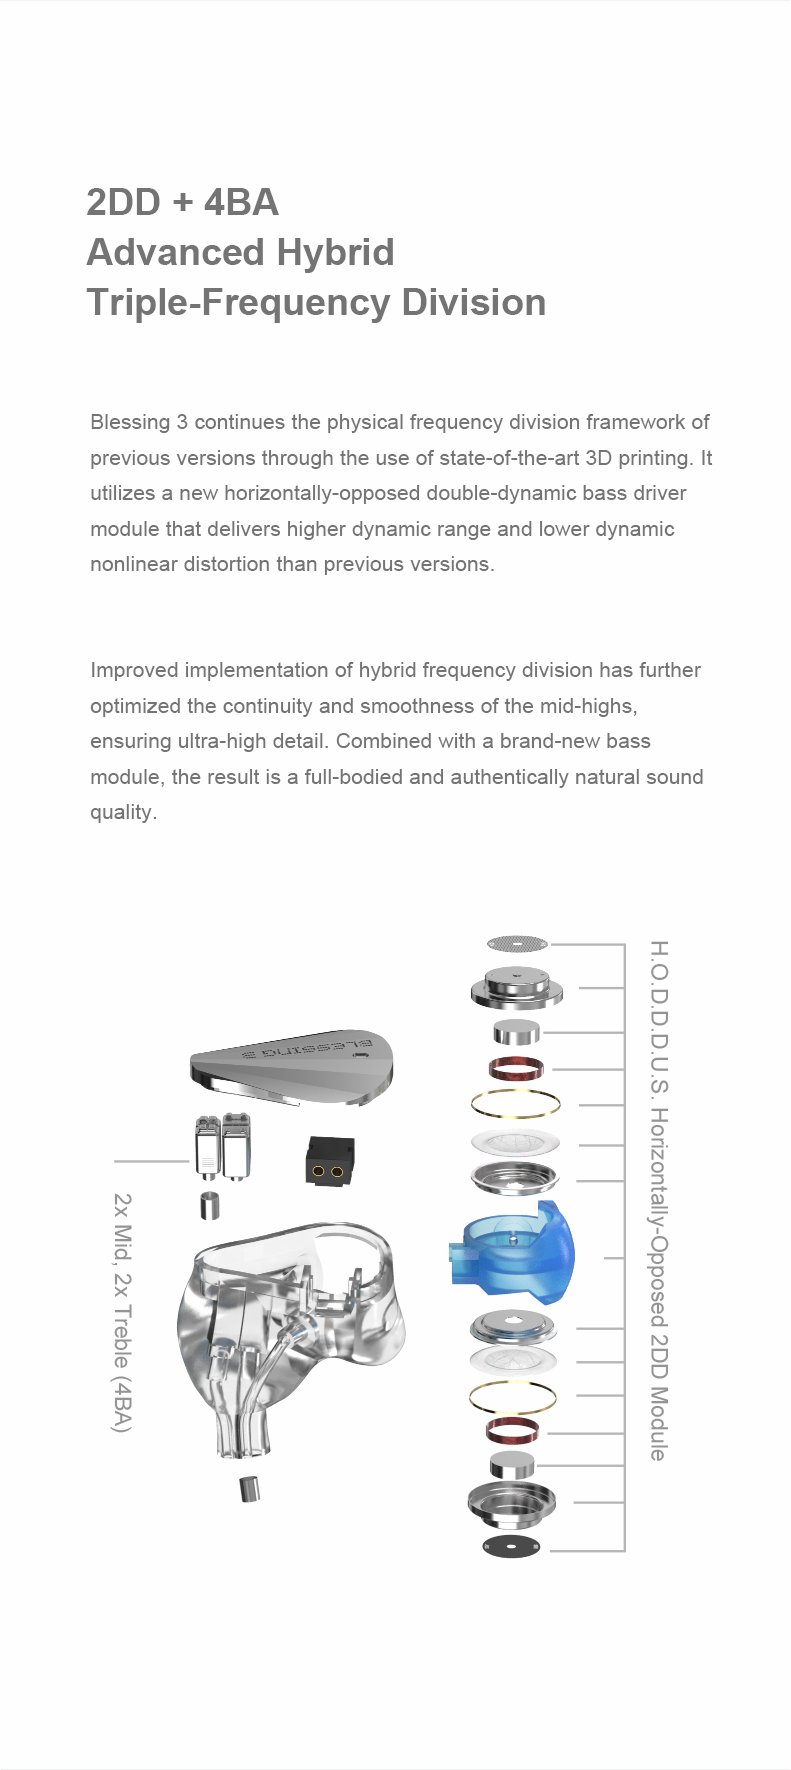 2DD + 4BA
Advanced Hybrid
Triple-Frequency Division
Blessing 3 continues the physical frequency division framework of
previous versions through the use of state-of-the-art 3D printing. It
utilizes a new horizontally-opposed double-dynamic bass driver
module that delivers higher dynamic range and lower dynamic
nonlinear distortion than previous versions.
Improved implementation of hybrid frequency division has further
optimized the continuity and smoothness of the mid-highs,
ensuring ultra-high detail. Combined with a brand-new bass
module, the result is a full-bodied and authentically natural sound
quality.
BLESSING 3
2x Mid, 2x Treble (4BA)
H.O.D.D.D.U.S. Horizontally-Opposed 2DD Module